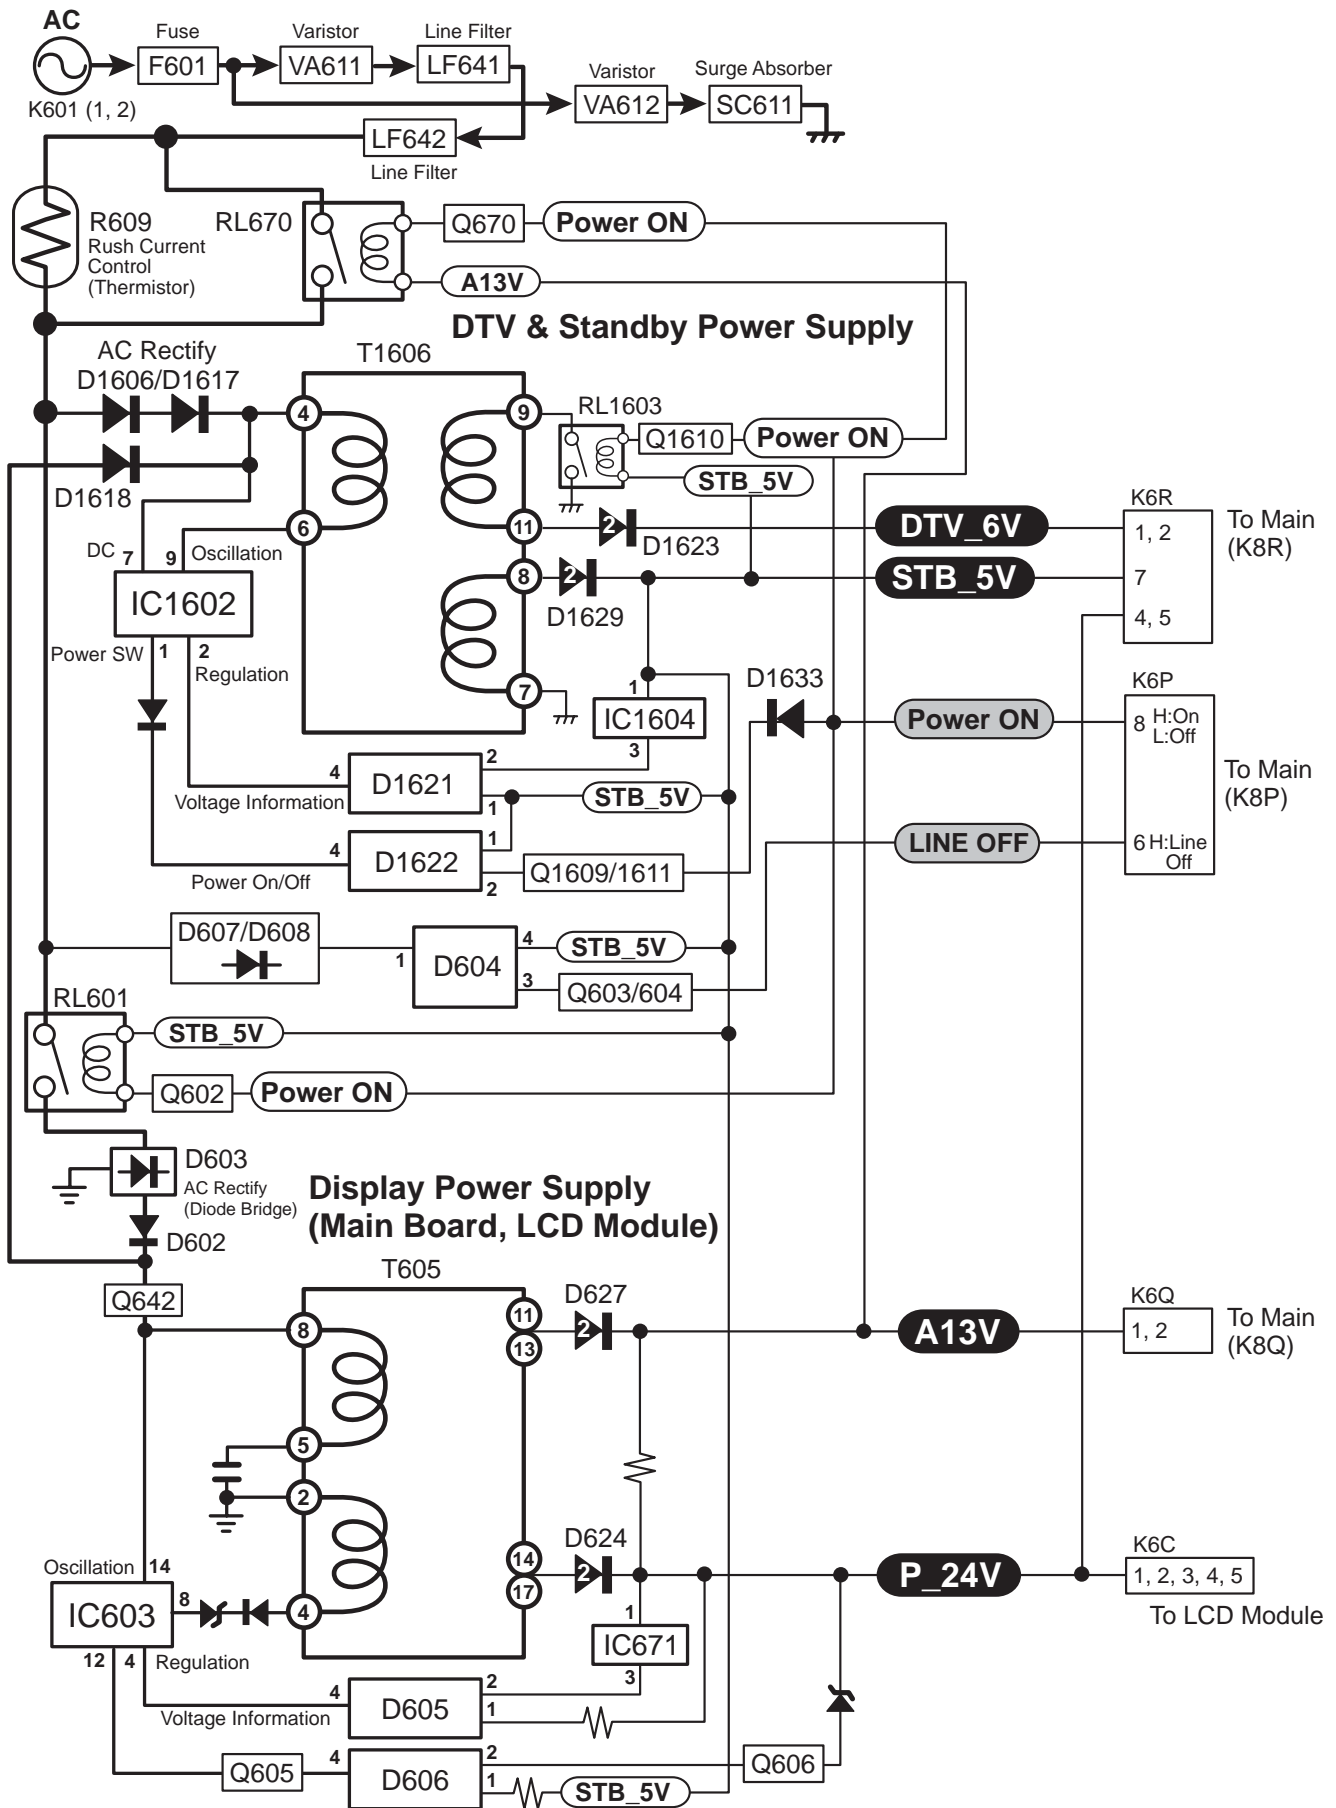 AC
Fuse
Varistor
Line Filter
F601
VA611
LF641
K601 (1, 2)
Varistor
Surge Absorber
VA612
SC611
LF642
Line Filter
R609
Rush Current
Control
(Thermistor)
RL670
Q670
Power ON
A13V
DTV & Standby Power Supply
AC Rectify
D1606/D1617
T1606
4
9
RL1603
Q1610
Power ON
D1618
STB_5V
6
11
2
D1623
DTV_6V
K6R
1, 2
To Main
(K8R)
DC
7
9
Oscillation
8
2
D1629
STB_5V
7
IC1602
4, 5
Power SW
1
2
Regulation
7
1
IC1604
3
D1633
Power ON
K6P
8
H:On
L:Off
To Main
(K8P)
4
D1621
2
1
Voltage Information
STB_5V
4
D1622
1
2
Power On/Off
Q1609/1611
LINE OFF
6
H:Line
Off
D607/D608
1
D604
4
STB_5V
3
Q603/604
RL601
STB_5V
Q602
Power ON
D603
AC Rectify
(Diode Bridge)
D602
Display Power Supply
(Main Board, LCD Module)
T605
Q642
8
11
13
D627
2
A13V
K6Q
1, 2
To Main
(K8Q)
5
2
14
17
D624
2
P_24V
K6C
1, 2, 3, 4, 5
To LCD Module
Oscillation
14
IC603
8
4
1
IC671
3
12
4
Regulation
4
D605
2
1
Voltage Information
Q605
4
D606
2
1
STB_5V
Q606